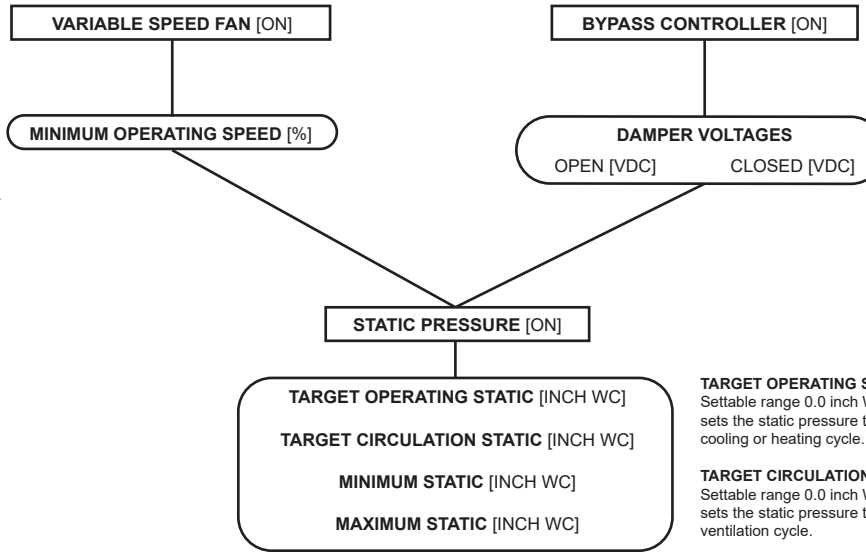 VARIABLE SPEED FAN [ON]
BYPASS CONTROLLER [ON]
MINIMUM OPERATING SPEED [%]
DAMPER VOLTAGES
OPEN [VDC] CLOSED [VDC]
STATIC PRESSURE [ON]
TARGET OPERATING STATIC [INCH WC]
TARGET CIRCULATION STATIC [INCH WC]
MINIMUM STATIC [INCH WC]
MAXIMUM STATIC [INCH WC]
TARGET OPERATING
Settable range 0.0 inch
sets the static pressure
cooling or heating cycle.
TARGET CIRCULATION
Settable range 0.0 inch
sets the static pressure
ventilation cycle.